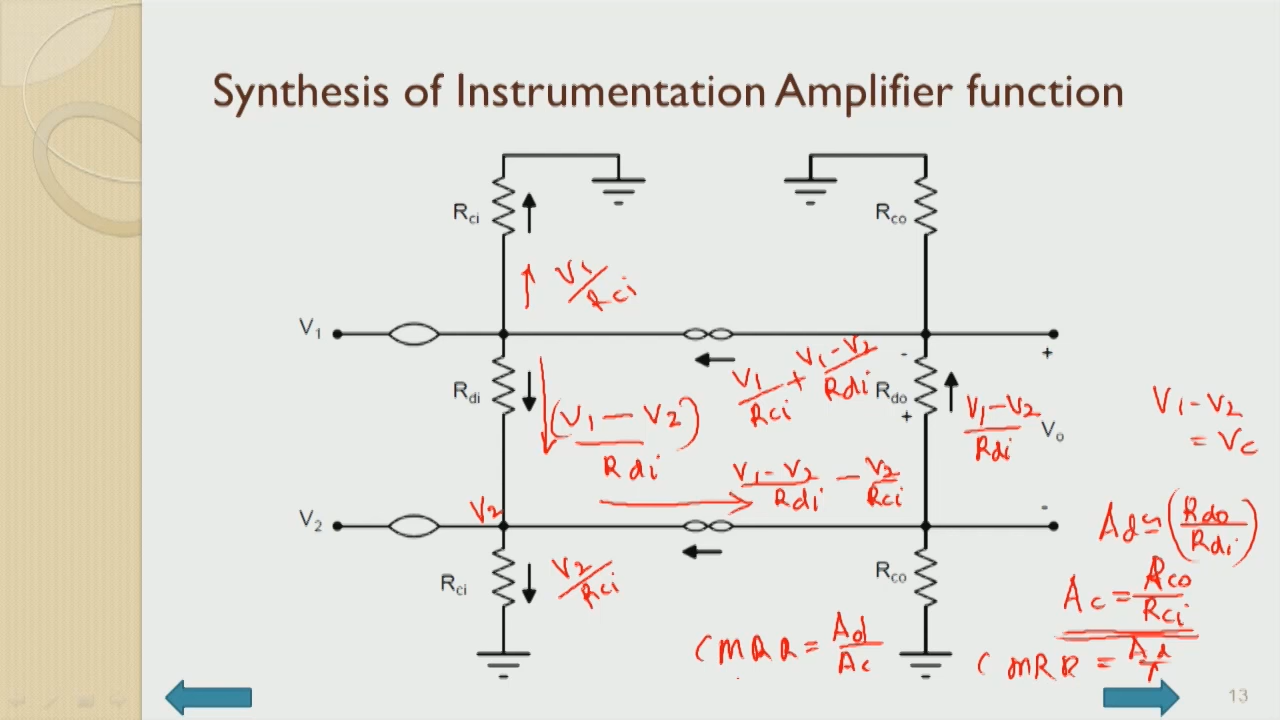 Synthesis of Instrumentation Amplifier function
Rci
Rco
V1/Rci
V1
+
-
Rdi
(V1 - V2)/Rdi
V1/Rci + V1-V2/Rdi
Rdo
+
V1-V2/Rdi
Vo
V1-V2
= Vc
V2
V2
V1-V2/Rdi - V2/Rci
-
Ad ≃ (Rdo/Rdi)
Rci
V2/Rci
Rco
Ac = Rco/Rci
CMRR = Ad/Ac
CMRR = Ad/
13